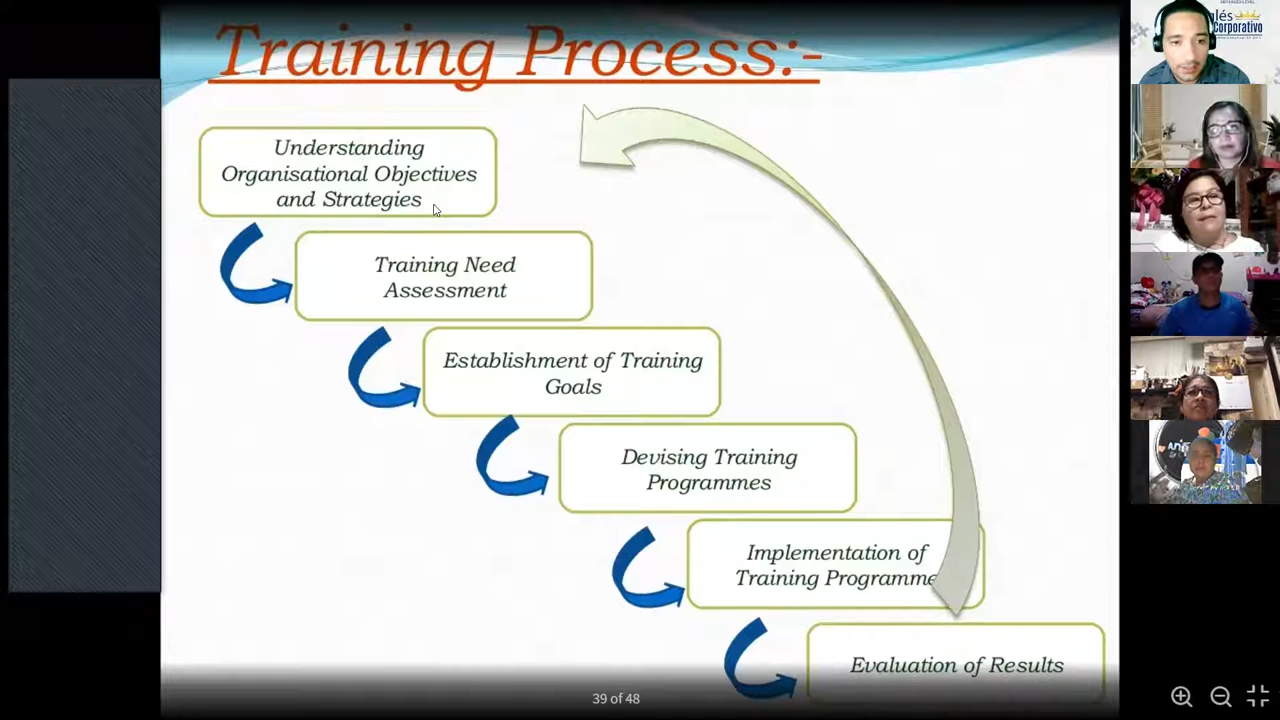 Training Process:-
Understanding
Organisational Objectives
and Strategies
Training Need
Assessment
Establishment of Training
Goals
Devising Training
Programmes
Implementation of
Training Programme
Evaluation of Results
39 of 48
Corporativo